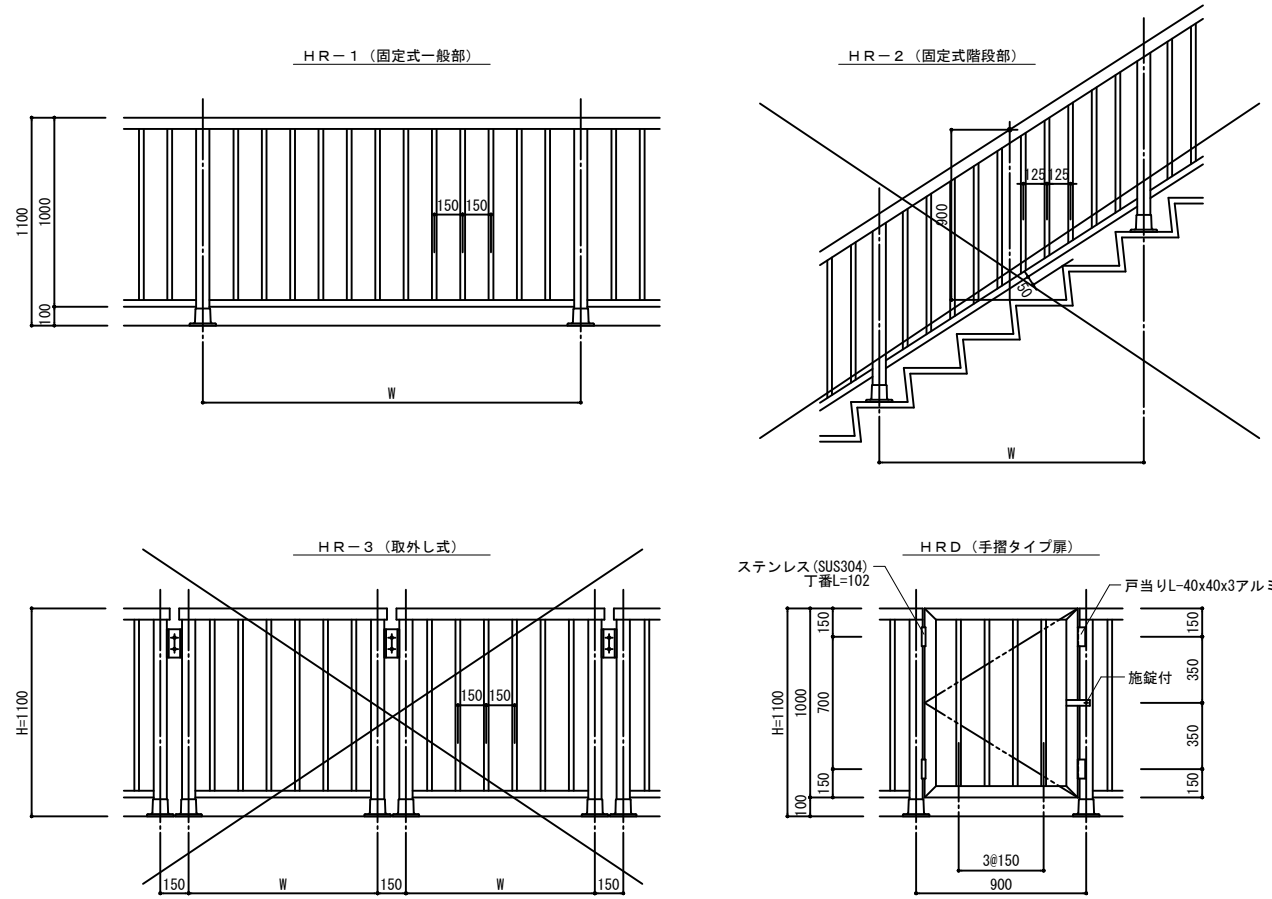 HR-1(固定式一般部)
1100
1000
100
150 150
W
HR-2(固定式階段部)
900
125 125
50
W
HR-3(取外し式)
H=1100
150 150
150
W
150
W
150
HRD(手摺タイプ扉)
ステンレス(SUS304)
丁番L=102
戸当りL-40x40x3アルミ
施錠付
H=1100
1000
100
150
700
150
150
350
350
150
3@150
900